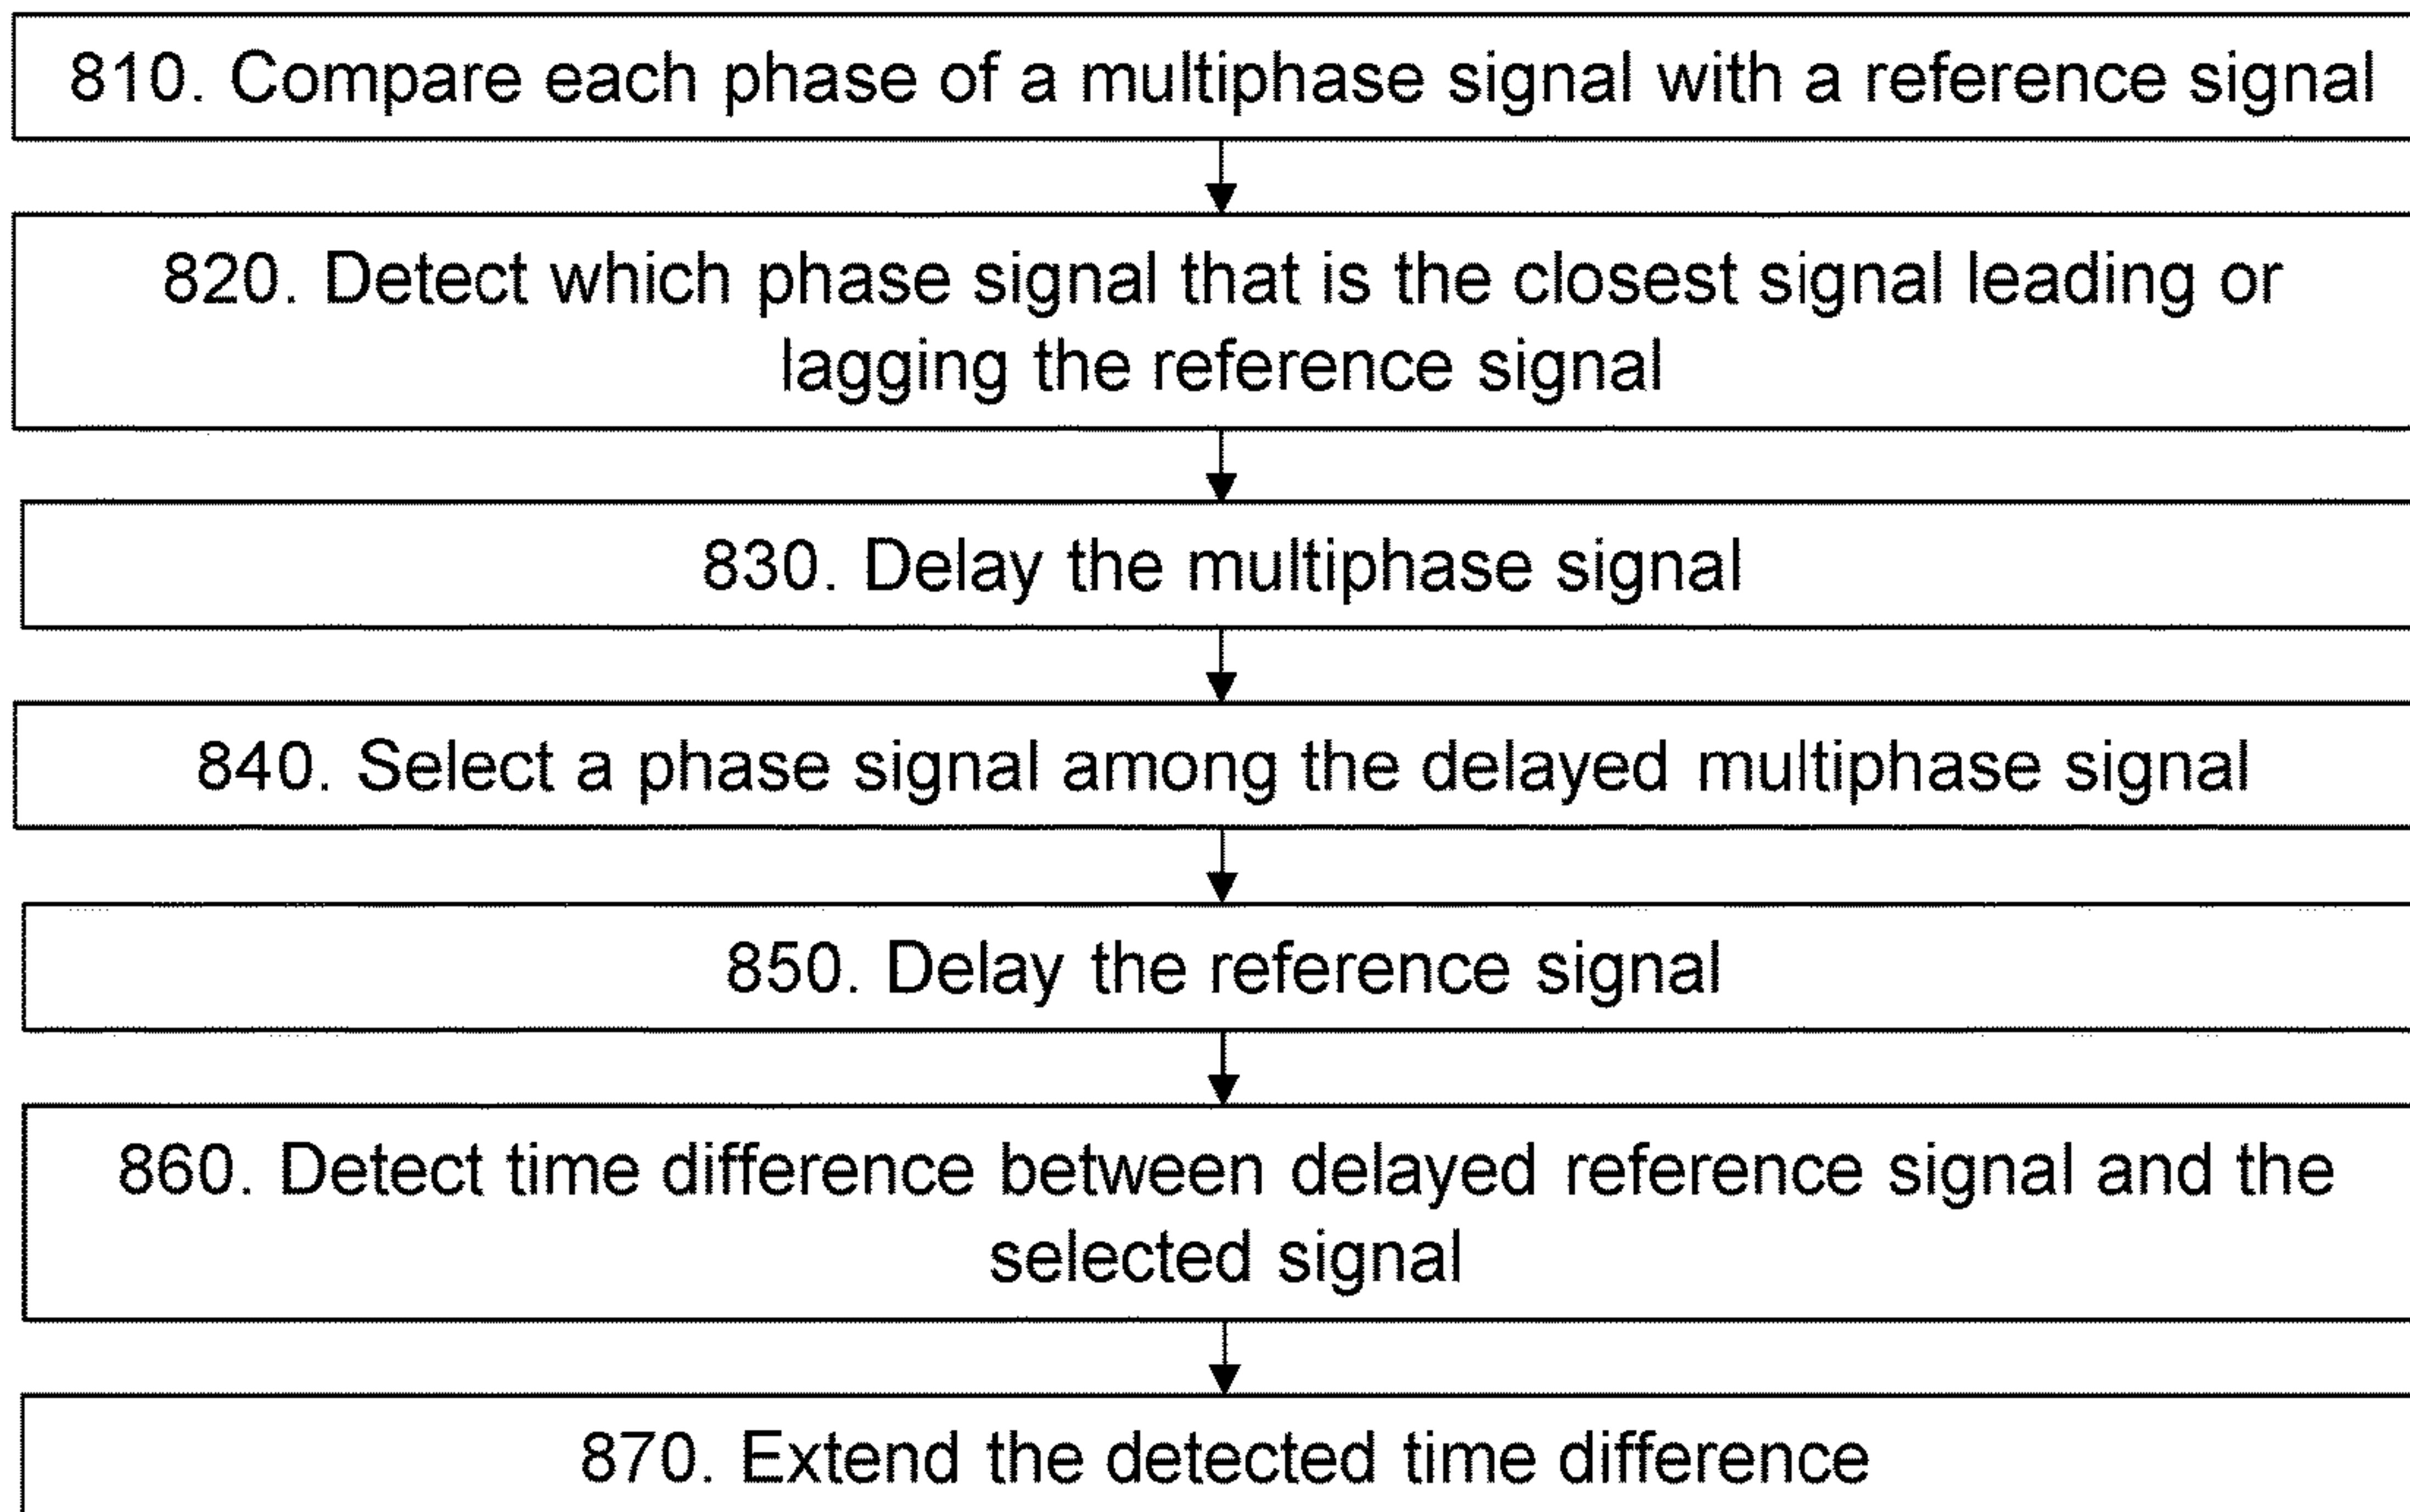 810. Compare each phase of a multiphase signal with a reference signal
820. Detect which phase signal that is the closest signal leading or
lagging the reference signal
830. Delay the multiphase signal
840. Select a phase signal among the delayed multiphase signal
850. Delay the reference signal
860. Detect time difference between delayed reference signal and the
selected signal
870. Extend the detected time difference